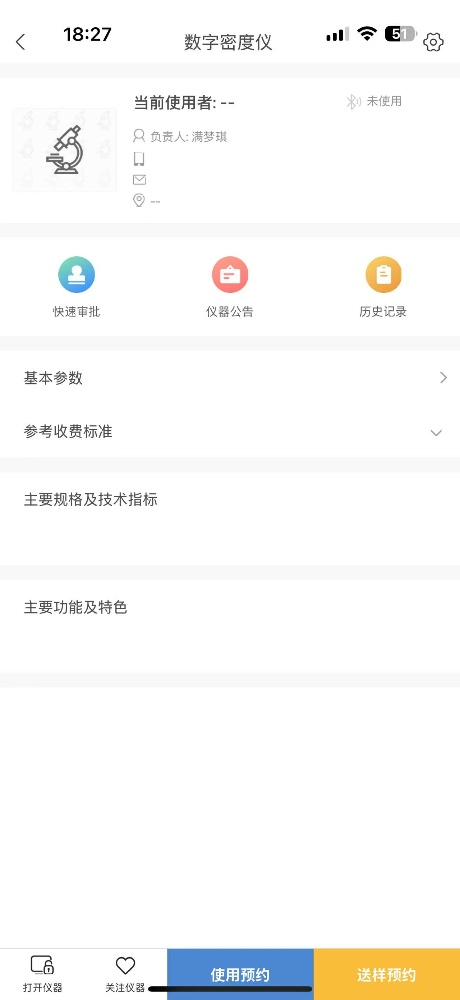 18:27
51
数字密度仪
当前使用者: --
未使用
负责人: 满梦琪
--
快速审批
仪器公告
历史记录
基本参数
参考收费标准
主要规格及技术指标
主要功能及特色
打开仪器
关注仪器
使用预约
送样预约